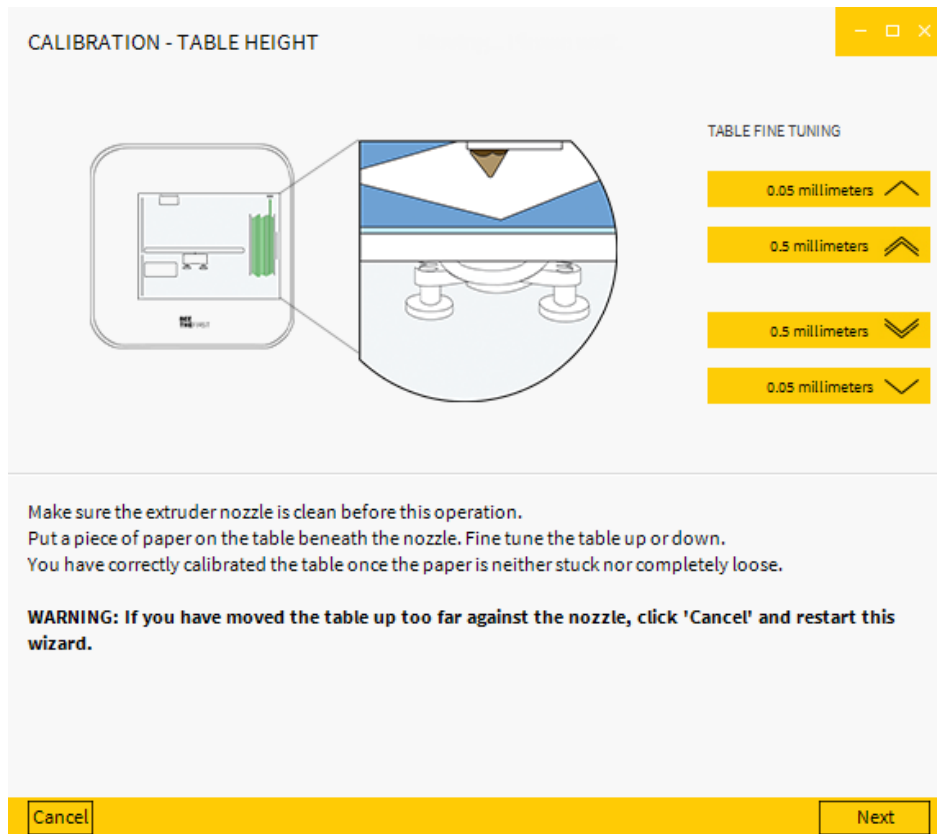 CALIBRATION - TABLE HEIGHT
TABLE FINE TUNING
0.05 millimeters
0.5 millimeters
0.5 millimeters
0.05 millimeters
BEE
THEFIRST
Make sure the extruder nozzle is clean before this operation.
Put a piece of paper on the table beneath the nozzle. Fine tune the table up or down.
You have correctly calibrated the table once the paper is neither stuck nor completely loose.
WARNING: If you have moved the table up too far against the nozzle, click 'Cancel' and restart this
wizard.
Cancel
Next